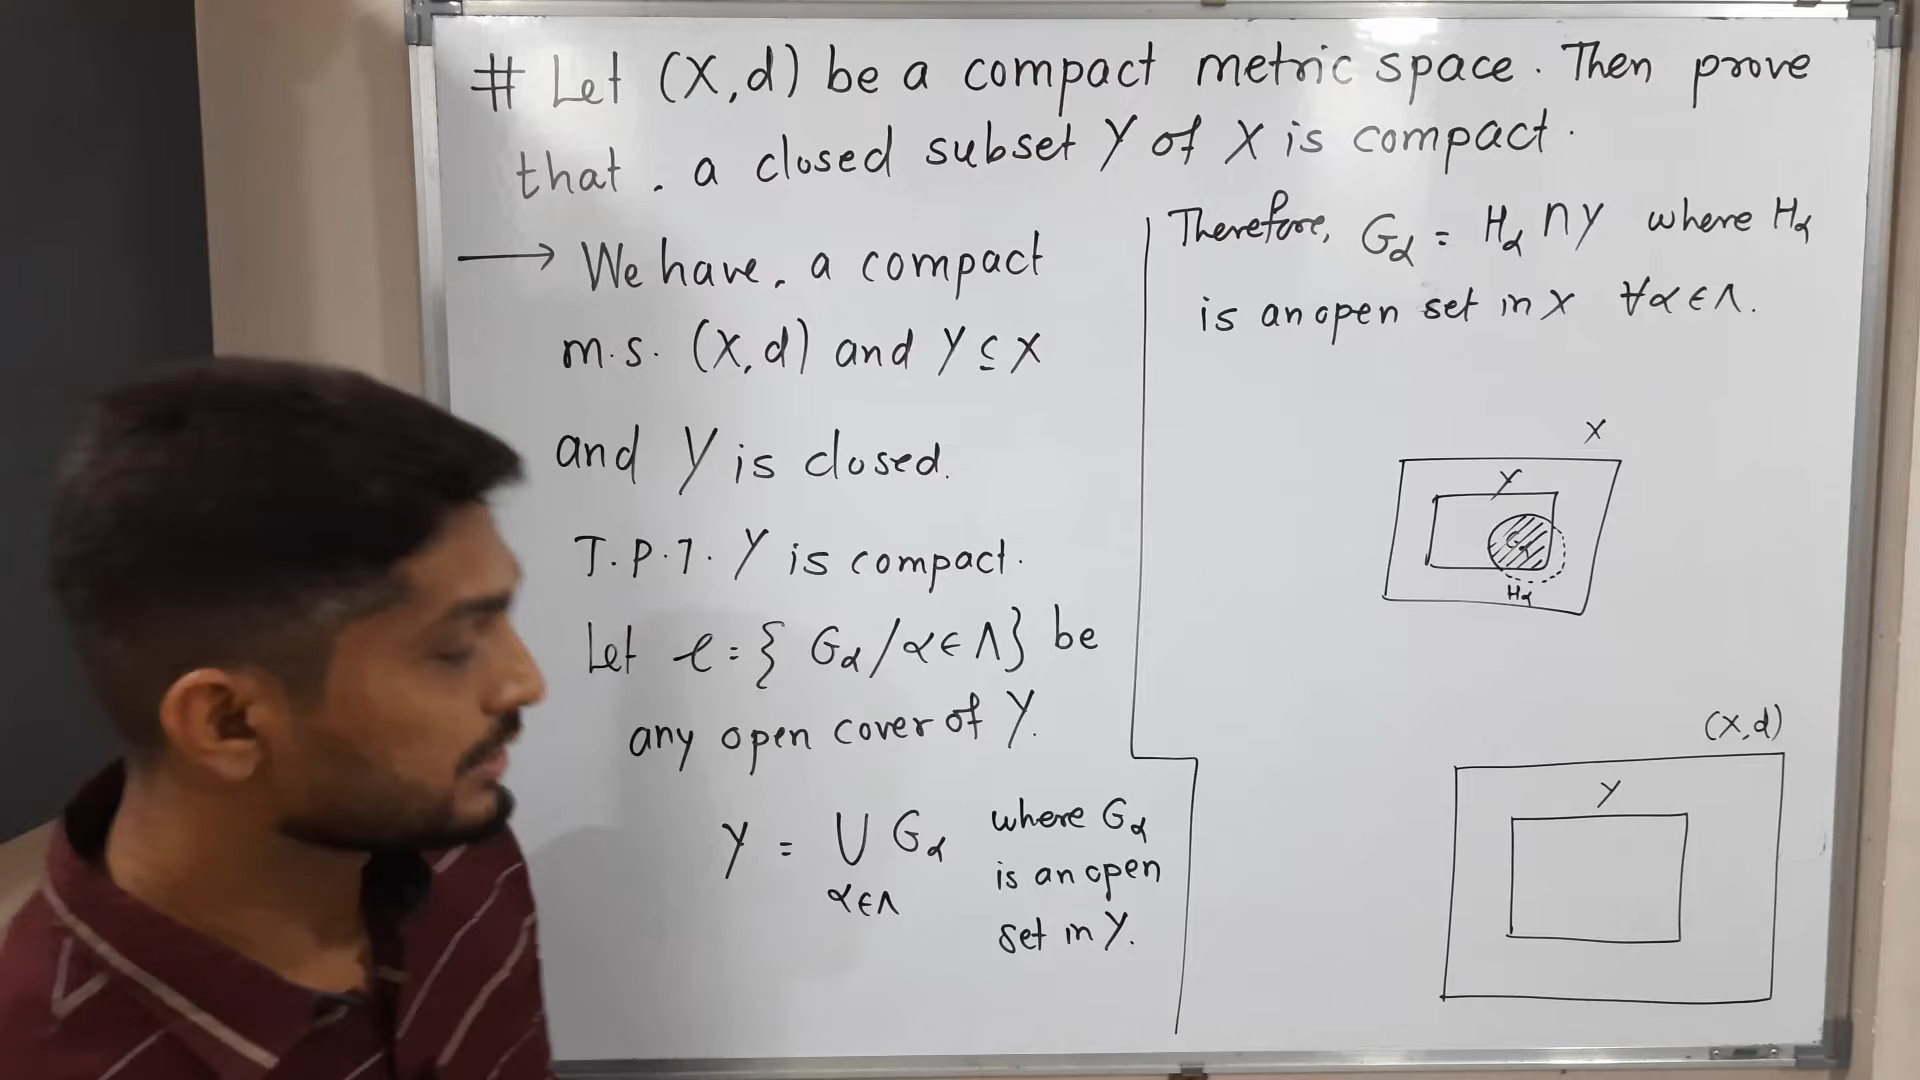 # Let (X,d) be a compact metric space. Then prove
that. a closed subset Y of X is compact.
→ We have, a compact
m.s. (X,d) and Y ⊆ X
and Y is closed.
T.P.T. Y is compact.
Let 𝒞 = { Gα / α ∈ Λ} be
any open cover of Y.
Y = ∪ Gα where Gα
α∈Λ is an open
set in Y.
Therefore, Gα = Hα ∩ Y where Hα
is an open set in X ∀ α ∈ Λ.
X
Y
Gα
Hα
(X,d)
Y